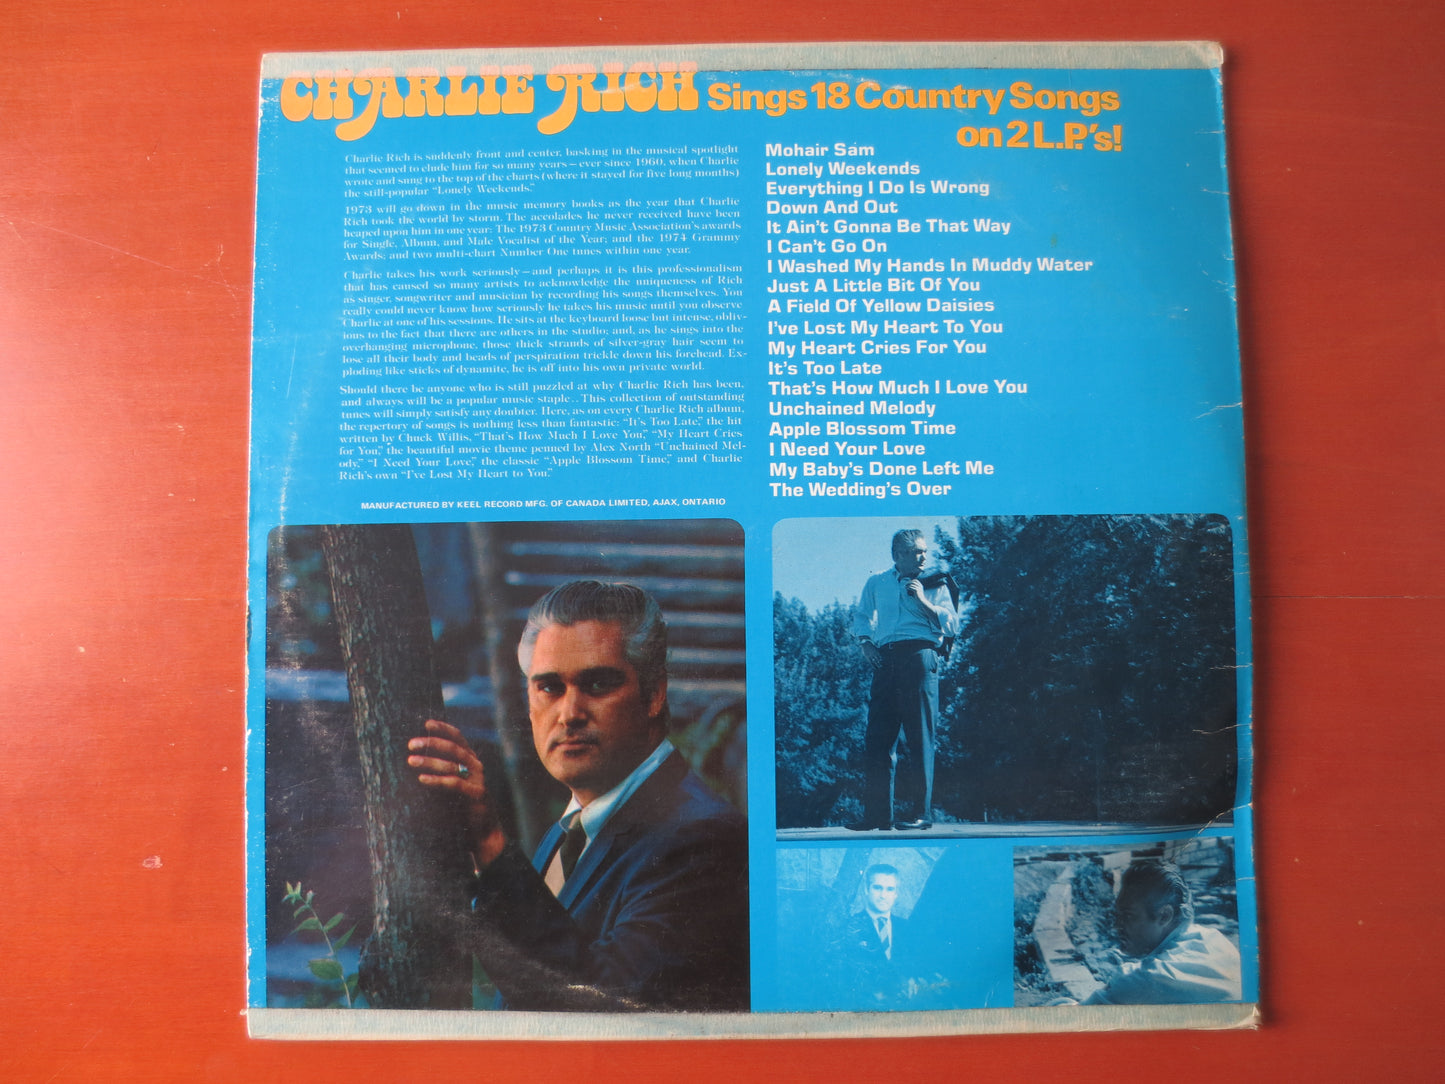 CHARLIE RICH Sings 18 Country Songs
on 2 L.P.'s!
Charlie Rich is suddenly front and center, basking in the musical spotlight
that seemed to elude him for so many years—ever since 1960, when Charlie
wrote and sung to the top of the charts (where it stayed for five long months)
the still-popular "Lonely Weekends."
1973 will go down in the music memory books as the year that Charlie
Rich took the world by storm. The accolades he never received have been
heaped upon him in one year: The 1973 Country Music Association's awards
for Single, Album, and Male Vocalist of the Year; and the 1974 Grammy
Awards; and two multi-chart Number One tunes within one year.
Charlie takes his work seriously—and perhaps it is this professionalism
that has caused so many artists to acknowledge the uniqueness of Rich
as singer, songwriter and musician by recording his songs themselves. You
really could never know how seriously he takes his music until you observe
Charlie at one of his sessions. He sits at the keyboard loose but intense, obliv-
ious to the fact that there are others in the studio; and, as he sings into the
overhanging microphone, those thick strands of silver-gray hair seem to
lose all their body and beads of perspiration trickle down his forehead. Ex-
ploding like sticks of dynamite, he is off into his own private world.
Should there be anyone who is still puzzled at why Charlie Rich has been,
and always will be a popular music staple.. This collection of outstanding
tunes will simply satisfy any doubter. Here, as on every Charlie Rich album,
the repertory of songs is nothing less than fantastic: "It's Too Late," the hit
written by Chuck Willis, "That's How Much I Love You," "My Heart Cries
for You," the beautiful movie theme penned by Alex North "Unchained Mel-
ody," "I Need Your Love," the classic "Apple Blossom Time," and Charlie
Rich's own "I've Lost My Heart to You."
MANUFACTURED BY KEEL RECORD MFG. OF CANADA LIMITED, AJAX, ONTARIO
Mohair Sam
Lonely Weekends
Everything I Do Is Wrong
Down And Out
It Ain't Gonna Be That Way
I Can't Go On
I Washed My Hands In Muddy Water
Just A Little Bit Of You
A Field Of Yellow Daisies
I've Lost My Heart To You
My Heart Cries For You
It's Too Late
That's How Much I Love You
Unchained Melody
Apple Blossom Time
I Need Your Love
My Baby's Done Left Me
The Wedding's Over